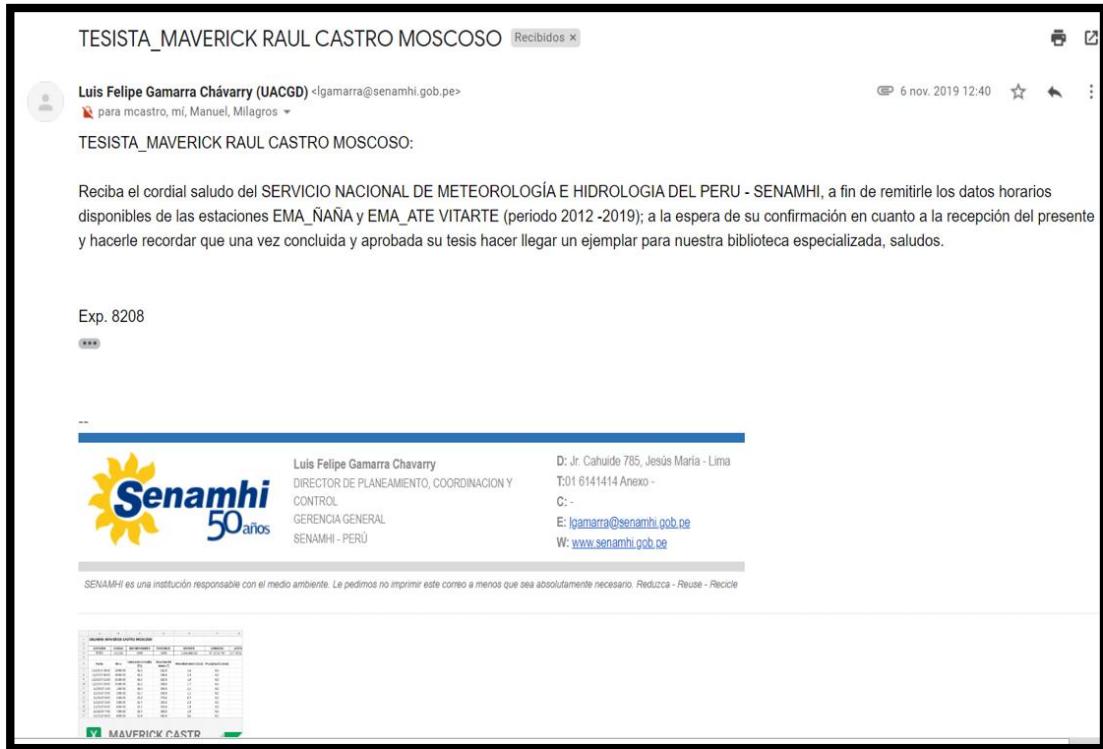 TESISTA_MAVERICK RAUL CASTRO MOSCOSO Recibidos ×
Luis Felipe Gamarra Chávarry (UACGD) <lgamarra@senamhi.gob.pe>
6 nov. 2019 12:40
para mcastro, mí, Manuel, Milagros
TESISTA_MAVERICK RAUL CASTRO MOSCOSO:
Reciba el cordial saludo del SERVICIO NACIONAL DE METEOROLOGÍA E HIDROLOGIA DEL PERU - SENAMHI, a fin de remitirle los datos horarios
disponibles de las estaciones EMA_ÑAÑA y EMA_ATE VITARTE (periodo 2012 -2019); a la espera de su confirmación en cuanto a la recepción del presente
y hacerle recordar que una vez concluida y aprobada su tesis hacer llegar un ejemplar para nuestra biblioteca especializada, saludos.
Exp. 8208
--
Senamhi
50 años
Luis Felipe Gamarra Chavarry
DIRECTOR DE PLANEAMIENTO, COORDINACION Y
CONTROL
GERENCIA GENERAL
SENAMHI - PERÚ
D: Jr. Cahuide 785, Jesús María - Lima
T:01 6141414 Anexo -
C: -
E: lgamarra@senamhi.gob.pe
W: www.senamhi.gob.pe
SENAMHI es una institución responsable con el medio ambiente. Le pedimos no imprimir este correo a menos que sea absolutamente necesario. Reduzca - Reuse - Recicle
MAVERICK CASTR